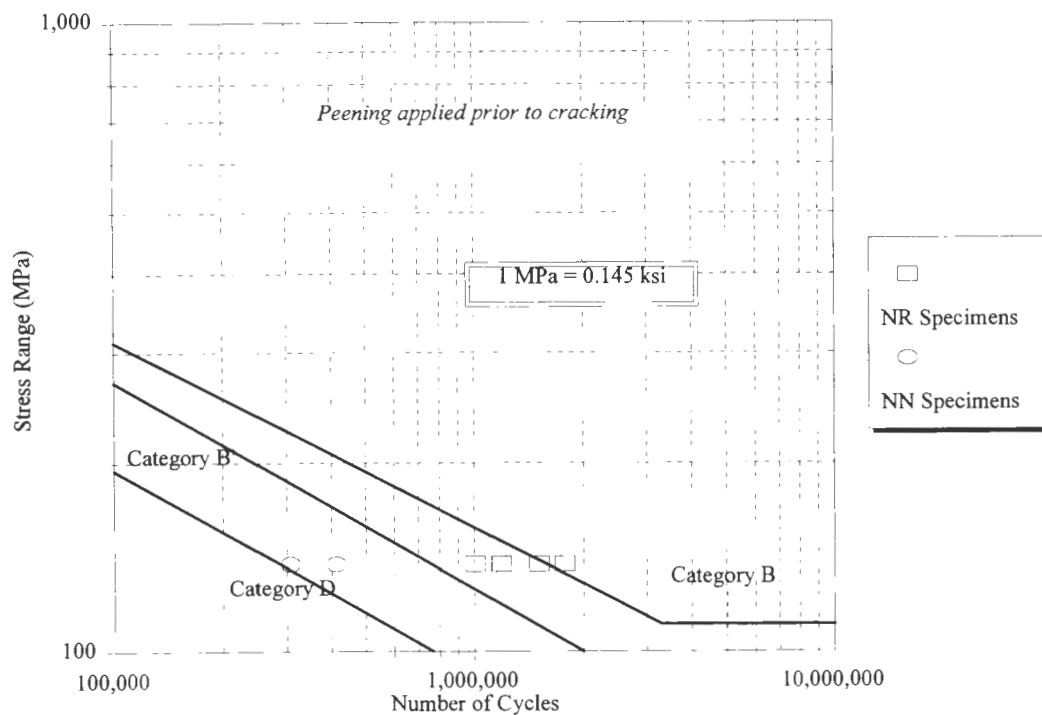 1,000
Peening applied prior to cracking
1 MPa = 0.145 ksi
Stress Range (MPa)
NR Specimens
NN Specimens
Category B'
Category D
Category B
100
100,000
1,000,000
10,000,000
Number of Cycles